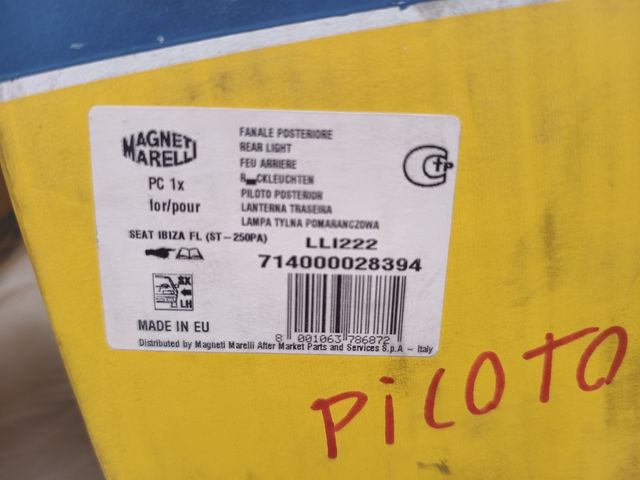 MAGNETI
MARELLI
PC 1x
for/pour
FANALE POSTERIORE
REAR LIGHT
FEU ARRIERE
R▬CKLEUCHTEN
PILOTO POSTERIOR
LANTERNA TRASEIRA
LAMPA TYLNA POMARANCZOWA
SEAT IBIZA FL (ST-250PA)
LLI222
714000028394
SX
LH
MADE IN EU
8 001063 786872
Distributed by Magneti Marelli After Market Parts and Services S.p.A - Italy
PilOTO